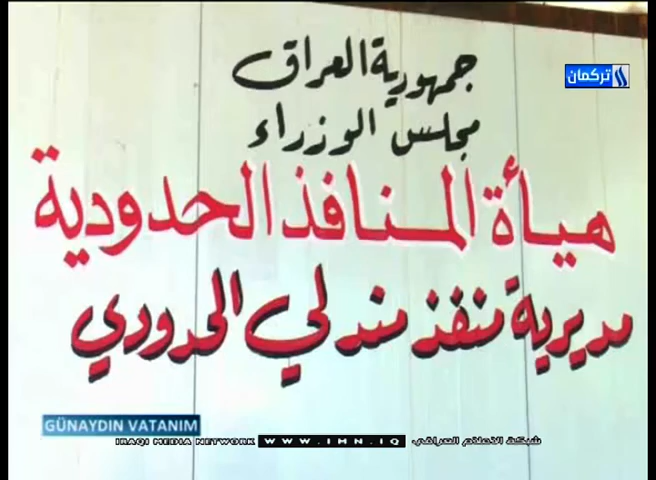 جمهورية العراق
تركمان
مجلس الوزراء
هيأة المنافذ الحدودية
مديرية منفذ مندلي الحدودي
GÜNAYDIN VATANIM
IRAQI MEDIA NETWORK WWW.IMN.IQ شبكة الاعلام العراقي